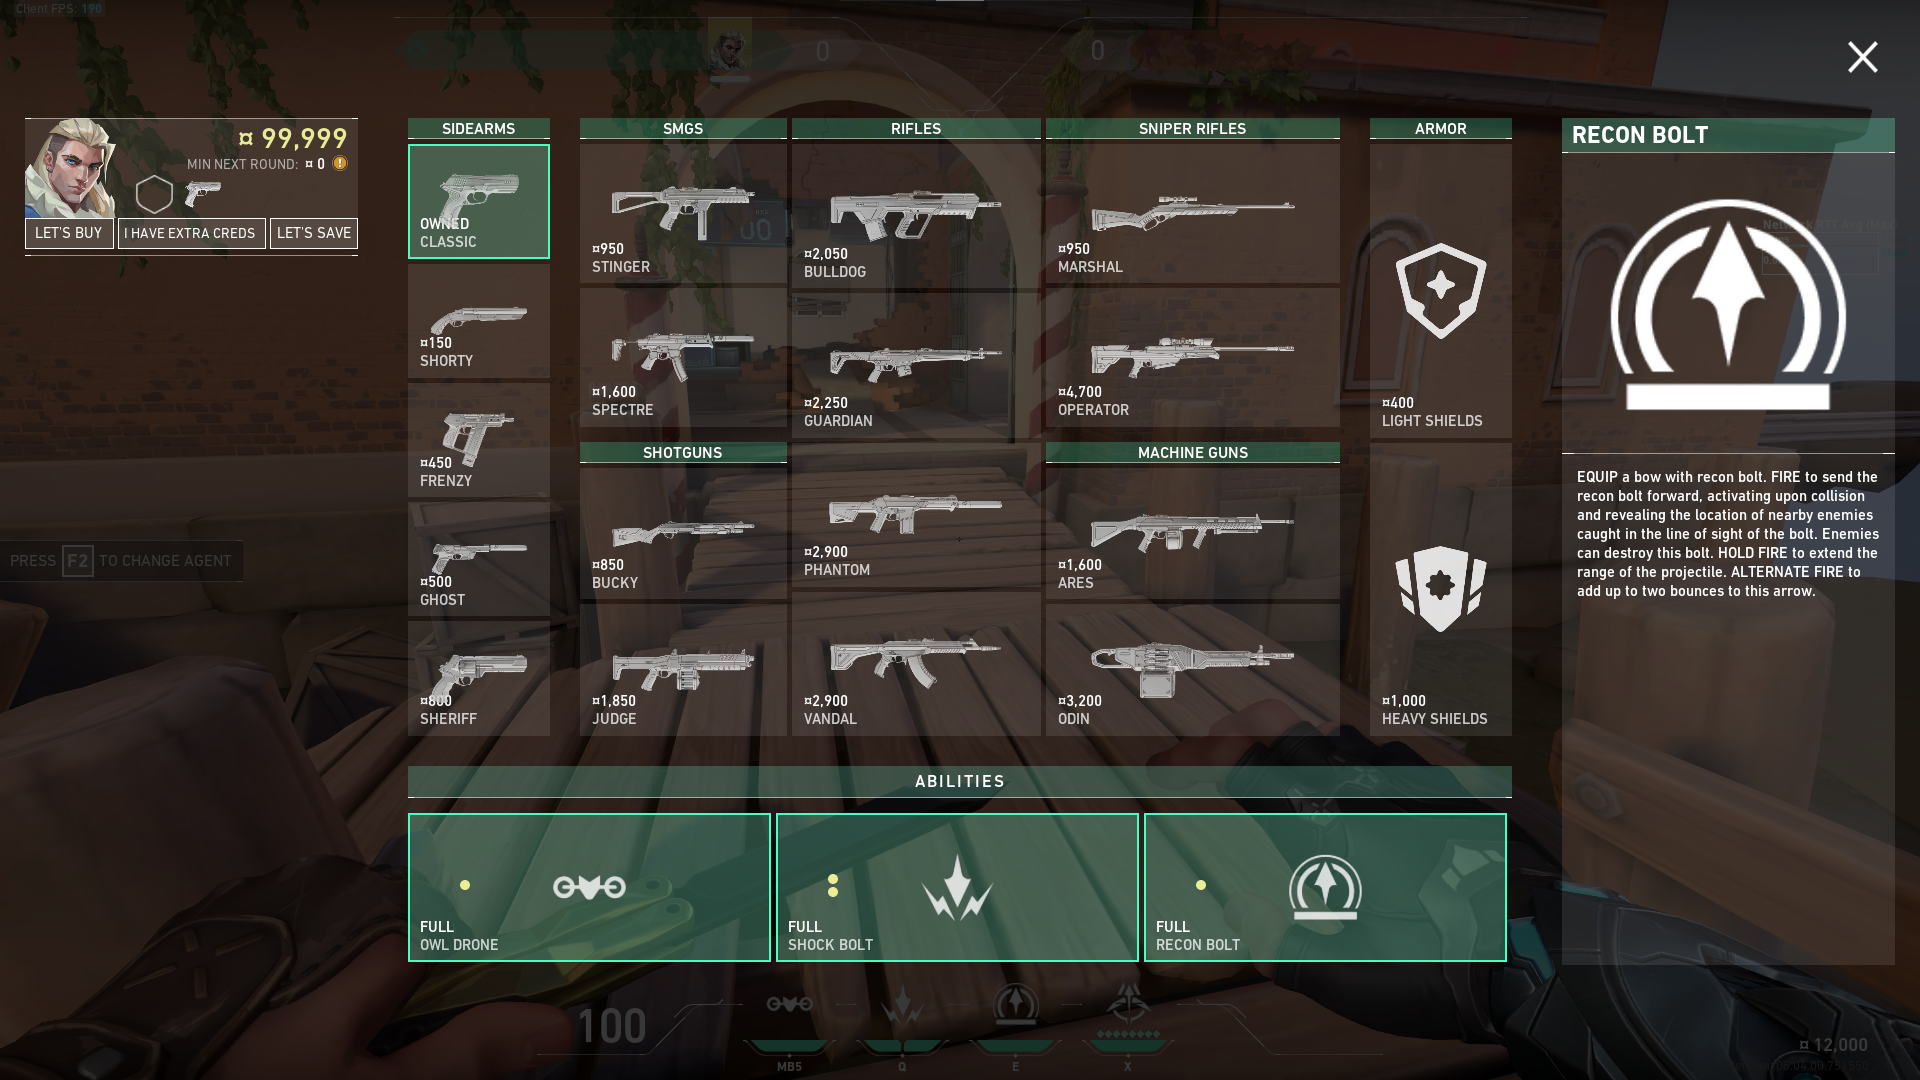 Client FPS: 190
0
0
¤ 99,999
MIN NEXT ROUND: ¤ 0
LET'S BUY
I HAVE EXTRA CREDS
LET'S SAVE
SIDEARMS
OWNED
CLASSIC
¤150
SHORTY
¤450
FRENZY
¤500
GHOST
¤800
SHERIFF
SMGS
¤950
STINGER
¤1,600
SPECTRE
SHOTGUNS
¤850
BUCKY
¤1,850
JUDGE
RIFLES
¤2,050
BULLDOG
¤2,250
GUARDIAN
¤2,900
PHANTOM
¤2,900
VANDAL
SNIPER RIFLES
¤950
MARSHAL
¤4,700
OPERATOR
MACHINE GUNS
¤1,600
ARES
¤3,200
ODIN
ARMOR
¤400
LIGHT SHIELDS
¤1,000
HEAVY SHIELDS
RECON BOLT
EQUIP a bow with recon bolt. FIRE to send the
recon bolt forward, activating upon collision
and revealing the location of nearby enemies
caught in the line of sight of the bolt. Enemies
can destroy this bolt. HOLD FIRE to extend the
range of the projectile. ALTERNATE FIRE to
add up to two bounces to this arrow.
PRESS F2 TO CHANGE AGENT
ABILITIES
FULL
OWL DRONE
FULL
SHOCK BOLT
FULL
RECON BOLT
100
MB5
Q
E
X
¤ 12,000